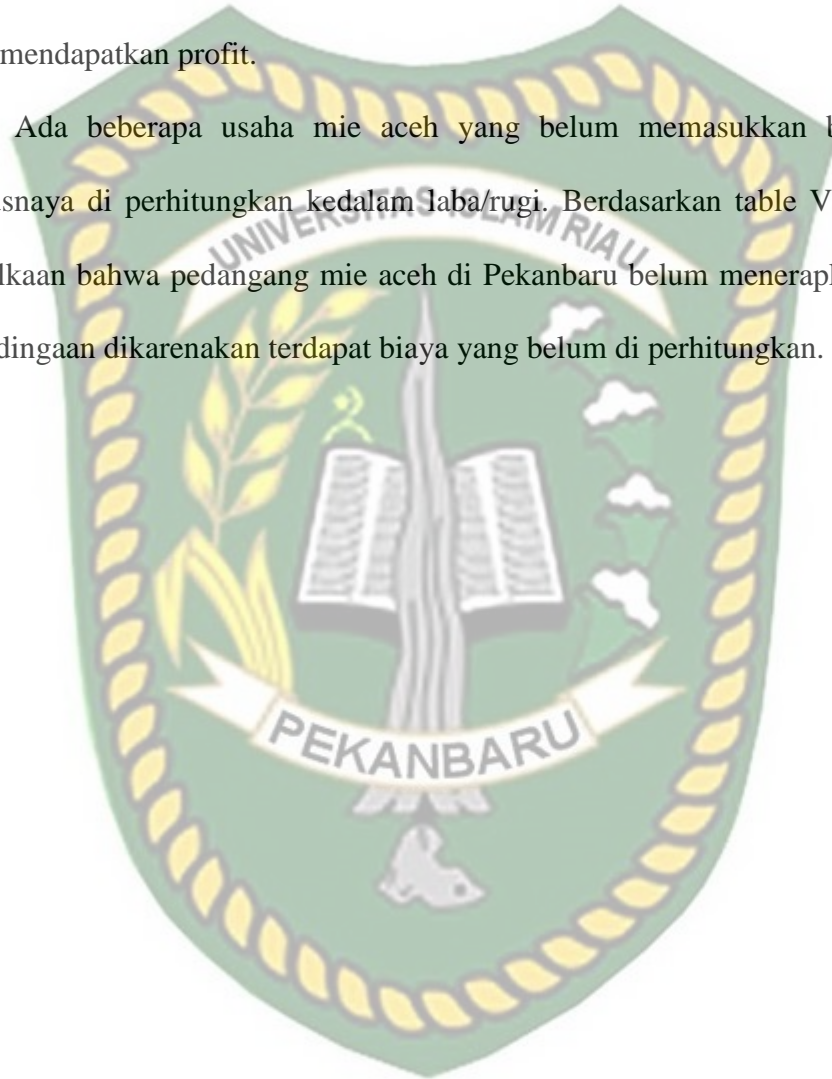 mendapatkan profit.
Ada beberapa usaha mie aceh yang belum memasukkan
snaya di perhitungkan kedalam laba/rugi. Berdasarkan table V
lkaan bahwa pedangang mie aceh di Pekanbaru belum menerapl
dingaan dikarenakan terdapat biaya yang belum di perhitungkan.
UNIVERSITAS ISLAM RIAU
PEKANBARU